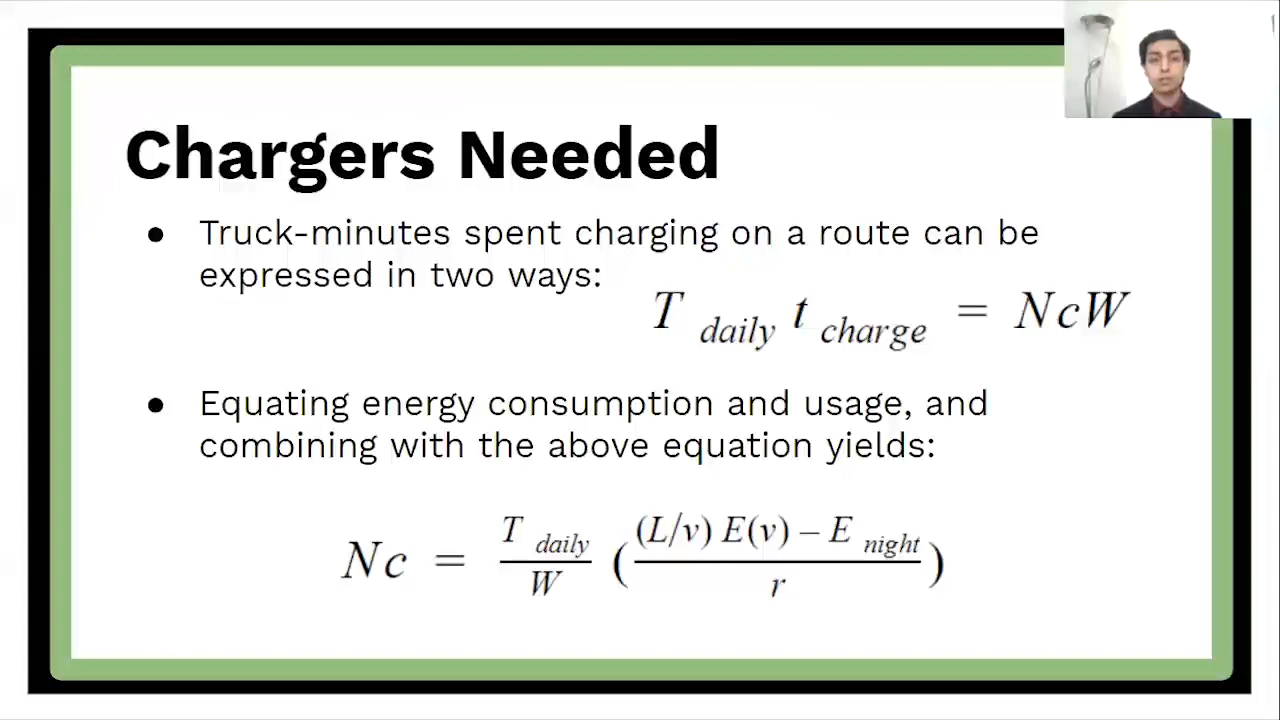 Chargers Needed
● Truck-minutes spent charging on a route can be
expressed in two ways:
T daily t charge = NcW
● Equating energy consumption and usage, and
combining with the above equation yields:
Nc = T daily / W ( (L/v) E(v) – E night / r )